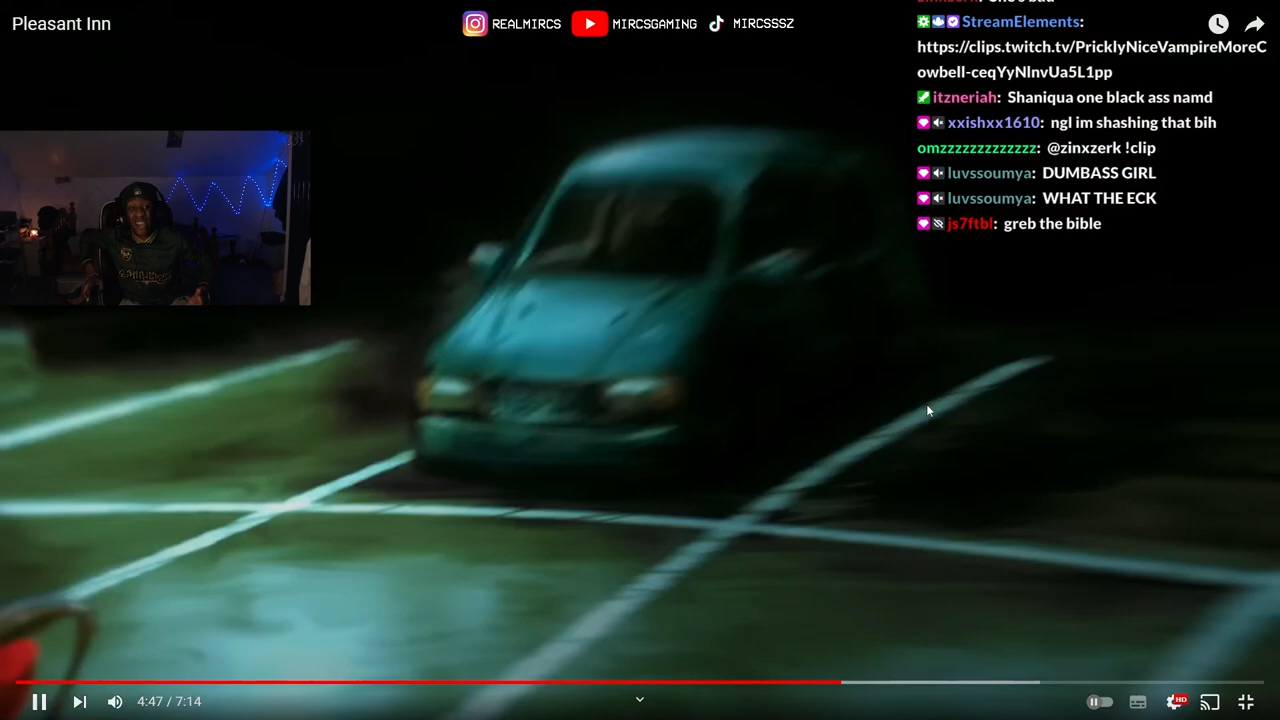 Pleasant Inn
REALMIRCS MIRCSGAMING MIRCSSSZ
StreamElements:
https://clips.twitch.tv/PricklyNiceVampireMoreC
owbell-ceqYyNlnvUa5L1pp
itzneriah: Shaniqua one black ass namd
xxishxx1610: ngl im shashing that bih
omzzzzzzzzzzzz: @zinxzerk !clip
luvssoumya: DUMBASS GIRL
luvssoumya: WHAT THE ECK
js7ftbl: greb the bible
4:47 / 7:14
HD